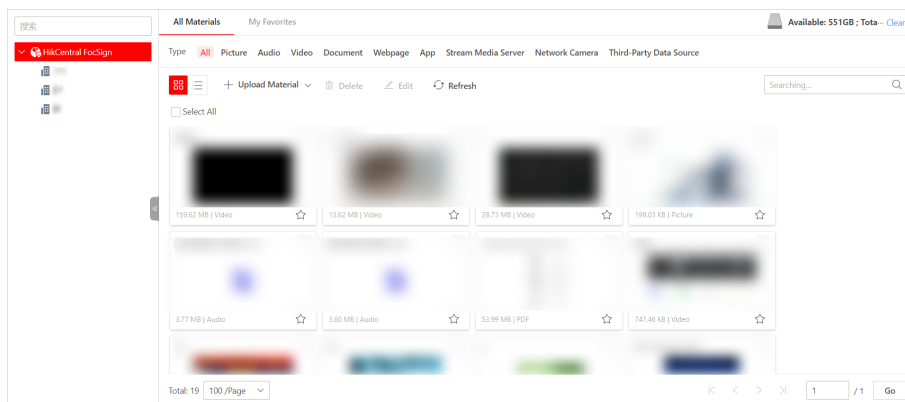 搜索
HikCentral FocSign
All Materials My Favorites
Available: 551GB ; Tota··· Clear
Type All Picture Audio Video Document Webpage App Stream Media Server Network Camera Third-Party Data Source
+ Upload Material Delete Edit Refresh
Searching...
Select All
159.62 MB | Video
13.62 MB | Video
28.73 MB | Video
199.03 KB | Picture
3.77 MB | Audio
3.60 MB | Audio
53.99 MB | PDF
747.46 KB | Video
Total: 19 100 /Page
1 / 1 Go